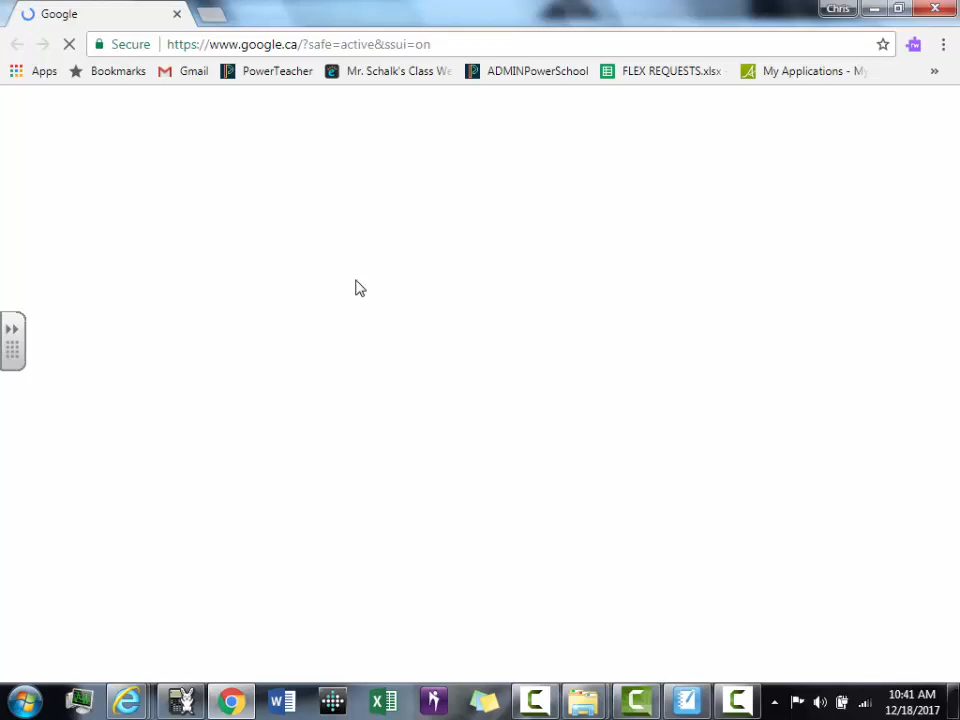 Google
Chris
Secure
https://www.google.ca/?safe=active&ssui=on
Apps Bookmarks Gmail PowerTeacher Mr. Schalk's Class We ADMINPowerSchool FLEX REQUESTS.xlsx My Applications - My »
10:41 AM
12/18/2017